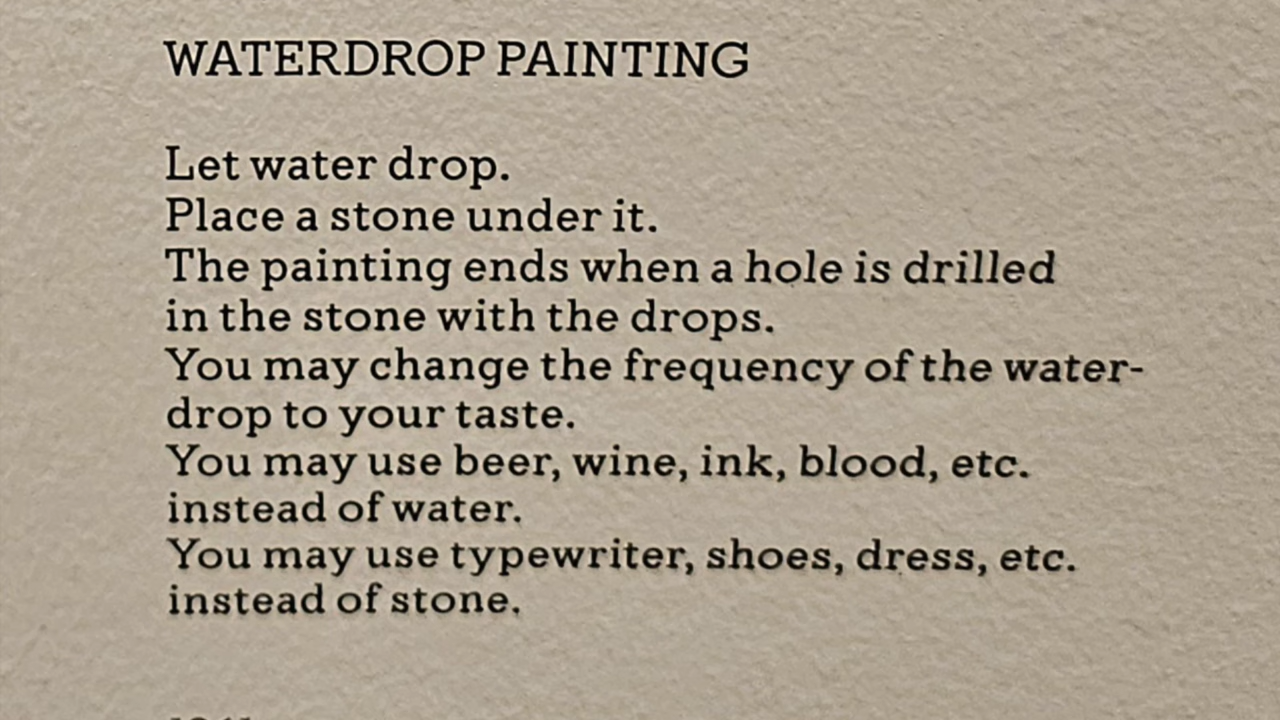 WATERDROP PAINTING
Let water drop.
Place a stone under it.
The painting ends when a hole is drilled
in the stone with the drops.
You may change the frequency of the water-
drop to your taste.
You may use beer, wine, ink, blood, etc.
instead of water.
You may use typewriter, shoes, dress, etc.
instead of stone.